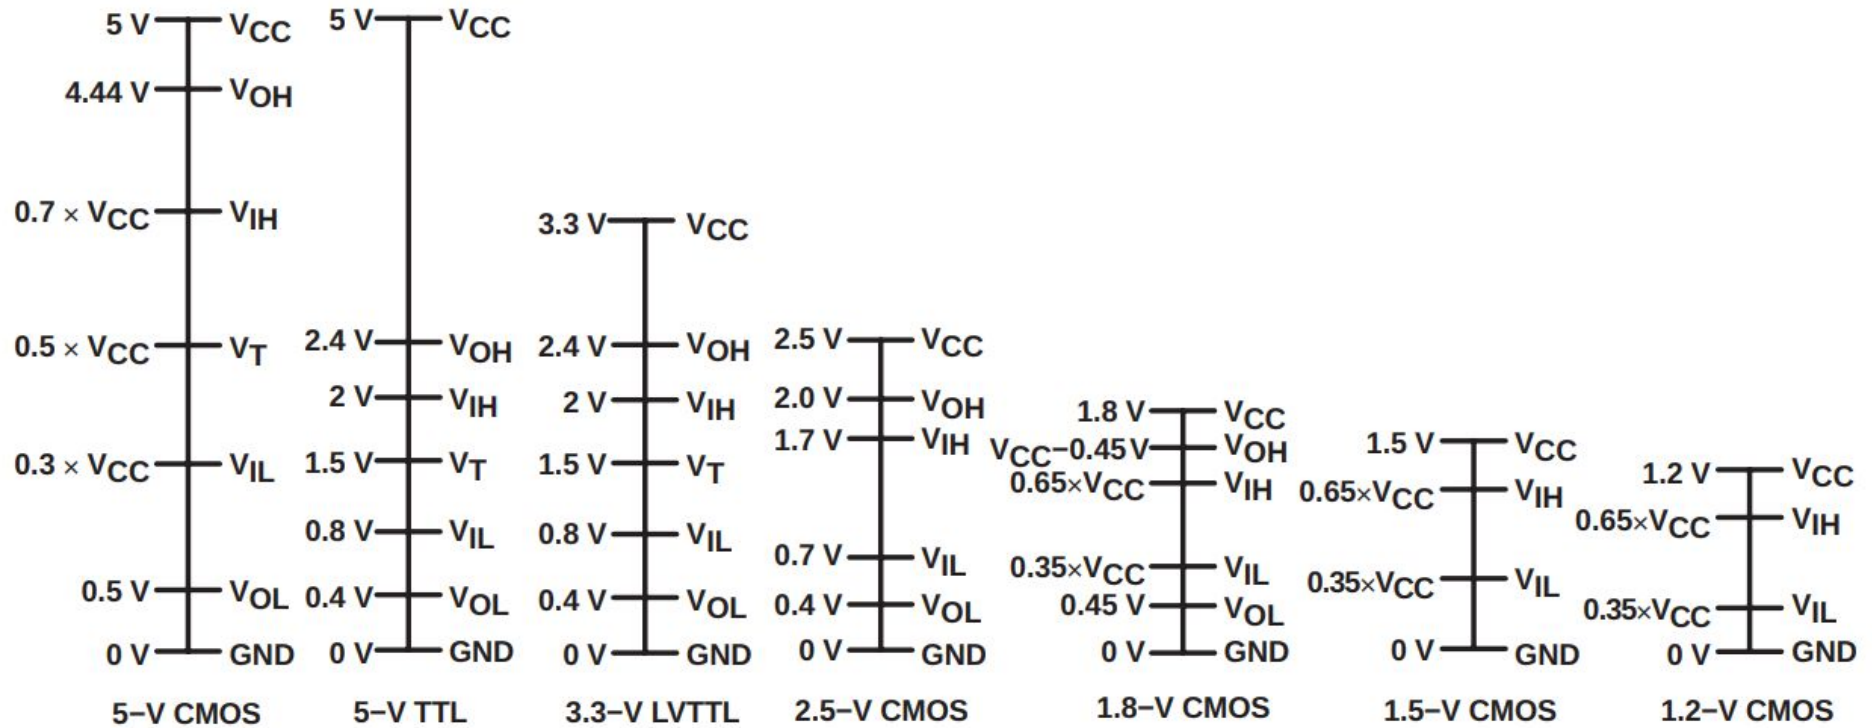 5 V VCC
4.44 V VOH
0.7 × VCC VIH
0.5 × VCC VT
0.3 × VCC VIL
0.5 V VOL
0 V GND
5−V CMOS
5 V VCC
2.4 V VOH
2 V VIH
1.5 V VT
0.8 V VIL
0.4 V VOL
0 V GND
5−V TTL
3.3 V VCC
2.4 V VOH
2 V VIH
1.5 V VT
0.8 V VIL
0.4 V VOL
0 V GND
3.3−V LVTTL
2.5 V VCC
2.0 V VOH
1.7 V VIH
0.7 V VIL
0.4 V VOL
0 V GND
2.5−V CMOS
1.8 V VCC
VCC−0.45 V VOH
0.65×VCC VIH
0.35×VCC VIL
0.45 V VOL
0 V GND
1.8−V CMOS
1.5 V VCC
0.65×VCC VIH
0.35×VCC VIL
0 V GND
1.5−V CMOS
1.2 V VCC
0.65×VCC VIH
0.35×VCC VIL
0 V GND
1.2−V CMOS